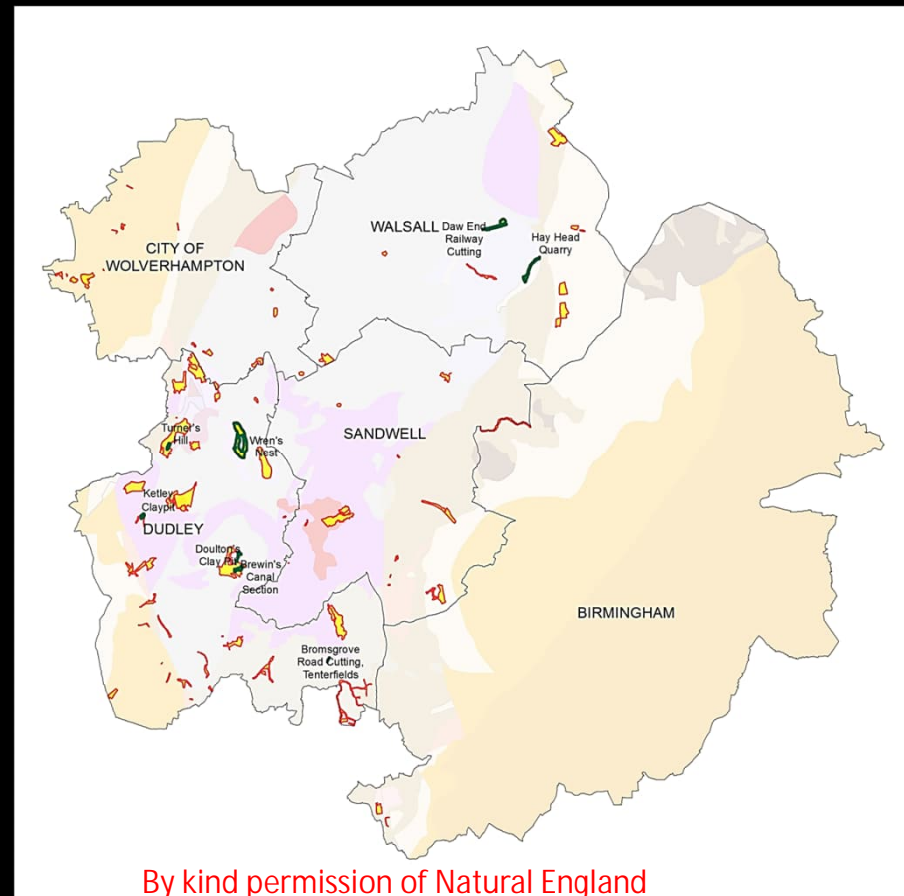 WALSALL
Daw End
Railway
Cutting
Hay Head
Quarry
CITY OF
WOLVERHAMPTON
Turner's
Hill
Wren's
Nest
SANDWELL
Ketley
Claypit
DUDLEY
Doulton's
Clay Pit
Brewin's
Canal
Section
BIRMINGHAM
Bromsgrove
Road Cutting,
Tenterfields
By kind permission of Natural England